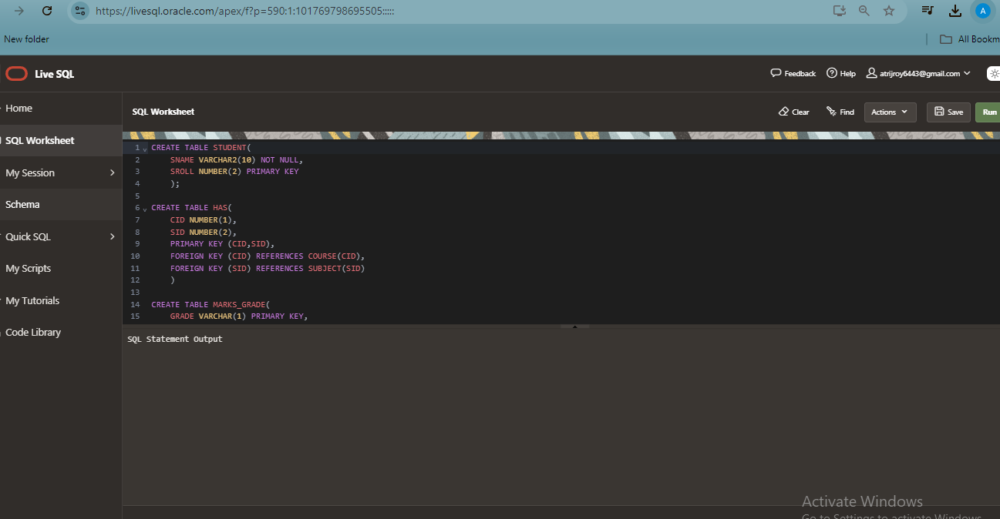 https://livesql.oracle.com/apex/f?p=590:1:101769798695505:::::
A
New folder
All Bookm
Live SQL
Feedback
Help
atrijroy6443@gmail.com
Home
SQL Worksheet
My Session
Schema
Quick SQL
My Scripts
My Tutorials
Code Library
SQL Worksheet
Clear
Find
Actions
Save
Run
1 CREATE TABLE STUDENT(
2 SNAME VARCHAR2(10) NOT NULL,
3 SROLL NUMBER(2) PRIMARY KEY
4 );
5
6 CREATE TABLE HAS(
7 CID NUMBER(1),
8 SID NUMBER(2),
9 PRIMARY KEY (CID,SID),
10 FOREIGN KEY (CID) REFERENCES COURSE(CID),
11 FOREIGN KEY (SID) REFERENCES SUBJECT(SID)
12 )
13
14 CREATE TABLE MARKS_GRADE(
15 GRADE VARCHAR(1) PRIMARY KEY,
SQL Statement Output
Activate Windows
Go to Settings to activate Windows.